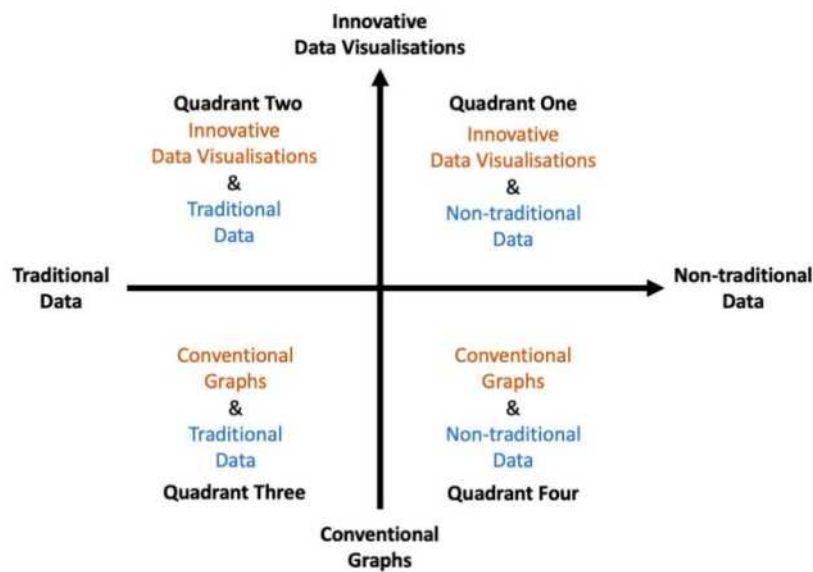 Innovative
Data Visualisations
Quadrant Two
Innovative
Data Visualisations
&
Traditional
Data
Quadrant One
Innovative
Data Visualisations
&
Non-traditional
Data
Traditional
Data
Non-traditional
Data
Conventional
Graphs
&
Traditional
Data
Quadrant Three
Conventional
Graphs
&
Non-traditional
Data
Quadrant Four
Conventional
Graphs